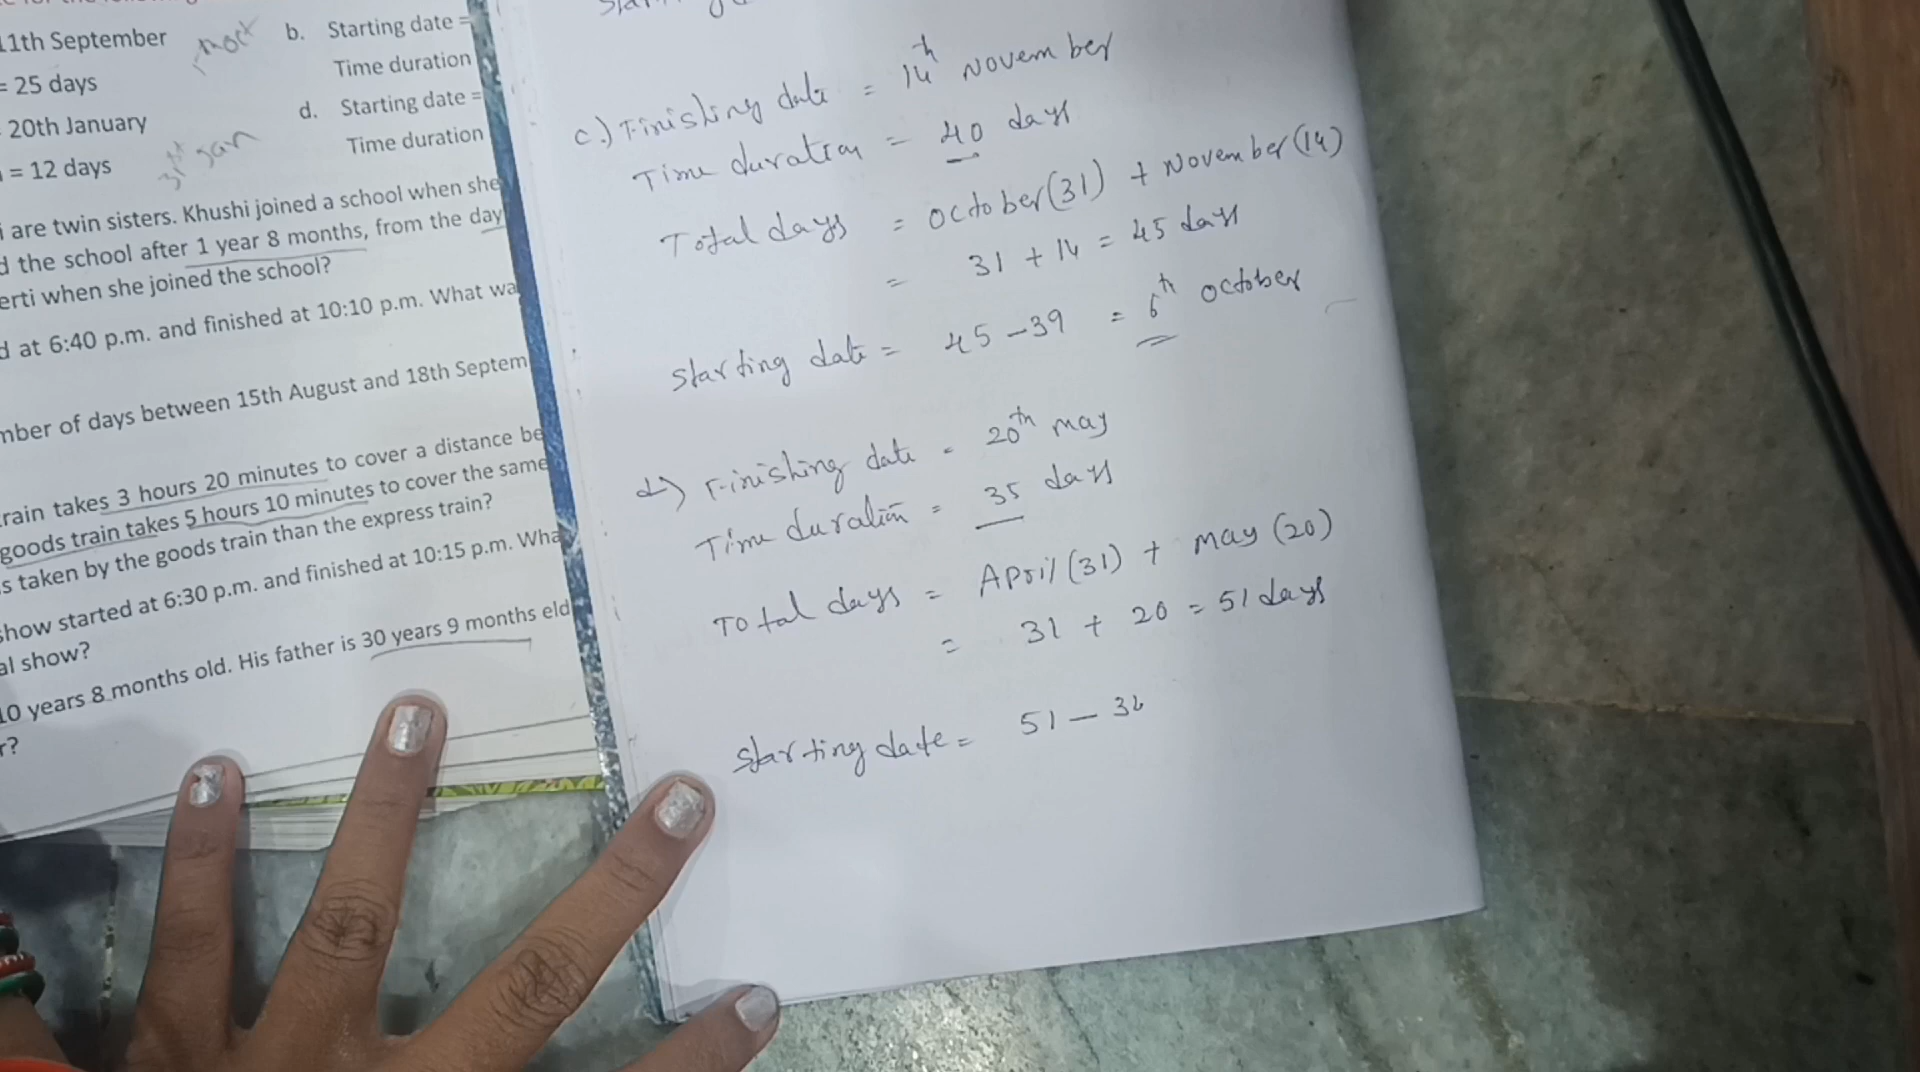 11th September
= 25 days
20th January
= 12 days
b. Starting date =
Time duration
d. Starting date =
Time duration
31st Jan
are twin sisters. Khushi joined a school when she
the school after 1 year 8 months, from the day
erti when she joined the school?
d at 6:40 p.m. and finished at 10:10 p.m. What wa
mber of days between 15th August and 18th Septem
train takes 3 hours 20 minutes to cover a distance be
goods train takes 5 hours 10 minutes to cover the same
s taken by the goods train than the express train?
show started at 6:30 p.m. and finished at 10:15 p.m. Wha
al show?
10 years 8 months old. His father is 30 years 9 months eld
r?
c.) Finishing date = 14th November
Time duration = 40 days
Total days = October(31) + November(14)
= 31 + 14 = 45 days
Starting date = 45 - 39 = 6th October
d) Finishing date = 20th may
Time duration = 35 days
Total days = April(31) + may (20)
= 31 + 20 = 51 days
Starting date = 51 - 3